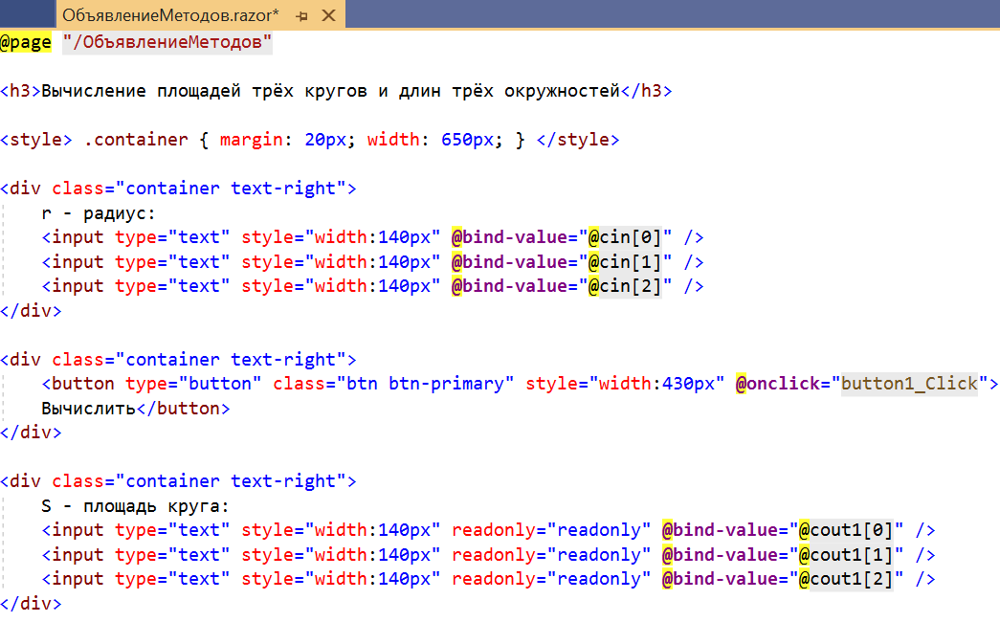 ОбъявлениеМетодов.razor*
@page "/ОбъявлениеМетодов"
<h3>Вычисление площадей трёх кругов и длин трёх окружностей</h3>
<style> .container { margin: 20px; width: 650px; } </style>
<div class="container text-right">
    r - радиус:
    <input type="text" style="width:140px" @bind-value="@cin[0]" />
    <input type="text" style="width:140px" @bind-value="@cin[1]" />
    <input type="text" style="width:140px" @bind-value="@cin[2]" />
</div>
<div class="container text-right">
    <button type="button" class="btn btn-primary" style="width:430px" @onclick="button1_Click">
    Вычислить</button>
</div>
<div class="container text-right">
    S - площадь круга:
    <input type="text" style="width:140px" readonly="readonly" @bind-value="@cout1[0]" />
    <input type="text" style="width:140px" readonly="readonly" @bind-value="@cout1[1]" />
    <input type="text" style="width:140px" readonly="readonly" @bind-value="@cout1[2]" />
</div>